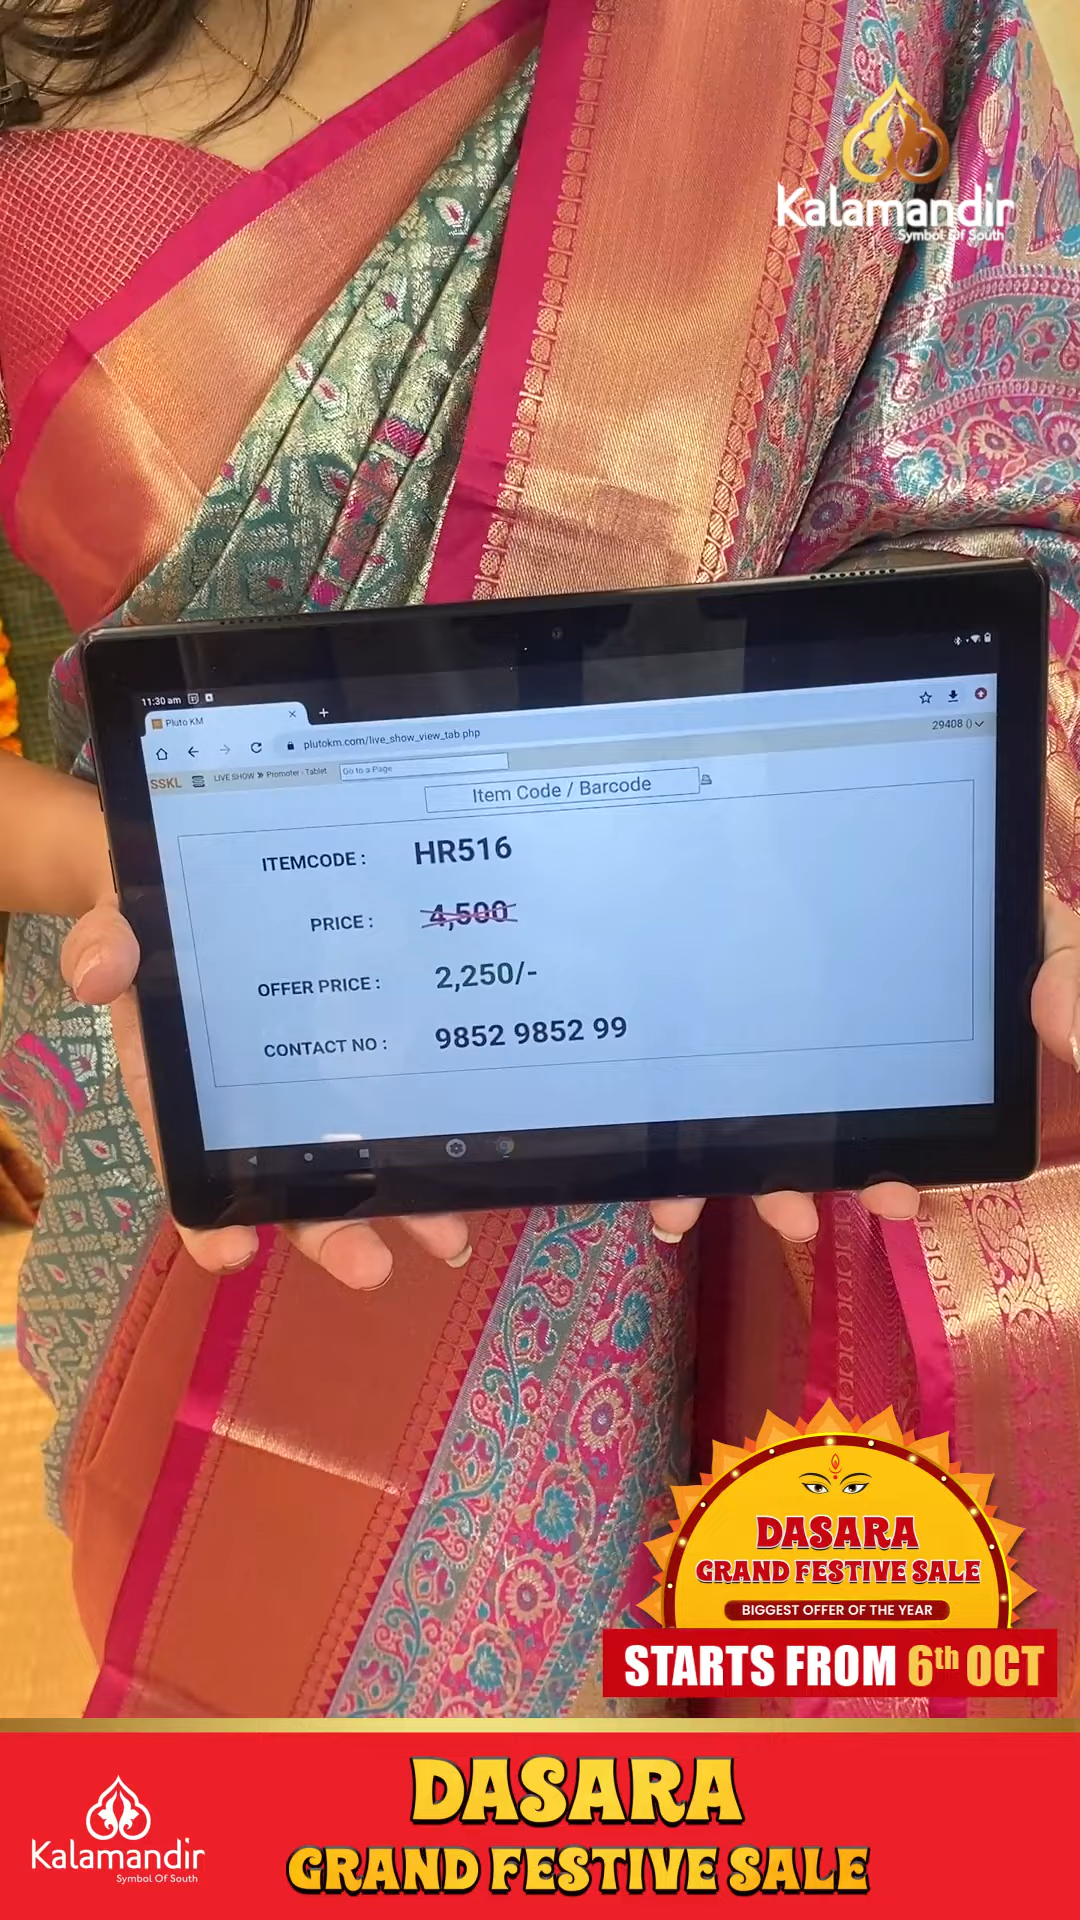 Kalamandir
Symbol Of South
11:30 am
Pluto KM
plutokm.com/live_show_view_tab.php
29408 ()
SSKL
LIVE SHOW » Promoter - Tablet
Go to a Page
Item Code / Barcode
ITEMCODE : HR516
PRICE : 4,500
OFFER PRICE : 2,250/-
CONTACT NO : 9852 9852 99
DASARA
GRAND FESTIVE SALE
BIGGEST OFFER OF THE YEAR
STARTS FROM 6th OCT
Kalamandir
Symbol Of South
DASARA
GRAND FESTIVE SALE